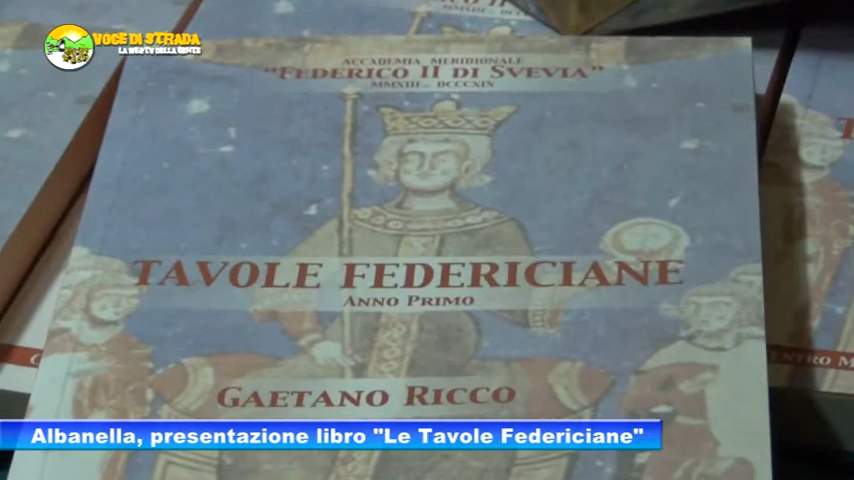 VOCE DI STRADA
LA WEB TV DELLA GENTE
ACCADEMIA MERIDIONALE
"FEDERICO II DI SVEVIA"
MMXIII - DCCCXIX
TAVOLE FEDERICIANE
ANNO PRIMO
GAETANO RICCO
ENTRO M
Albanella, presentazione libro "Le Tavole Federiciane"